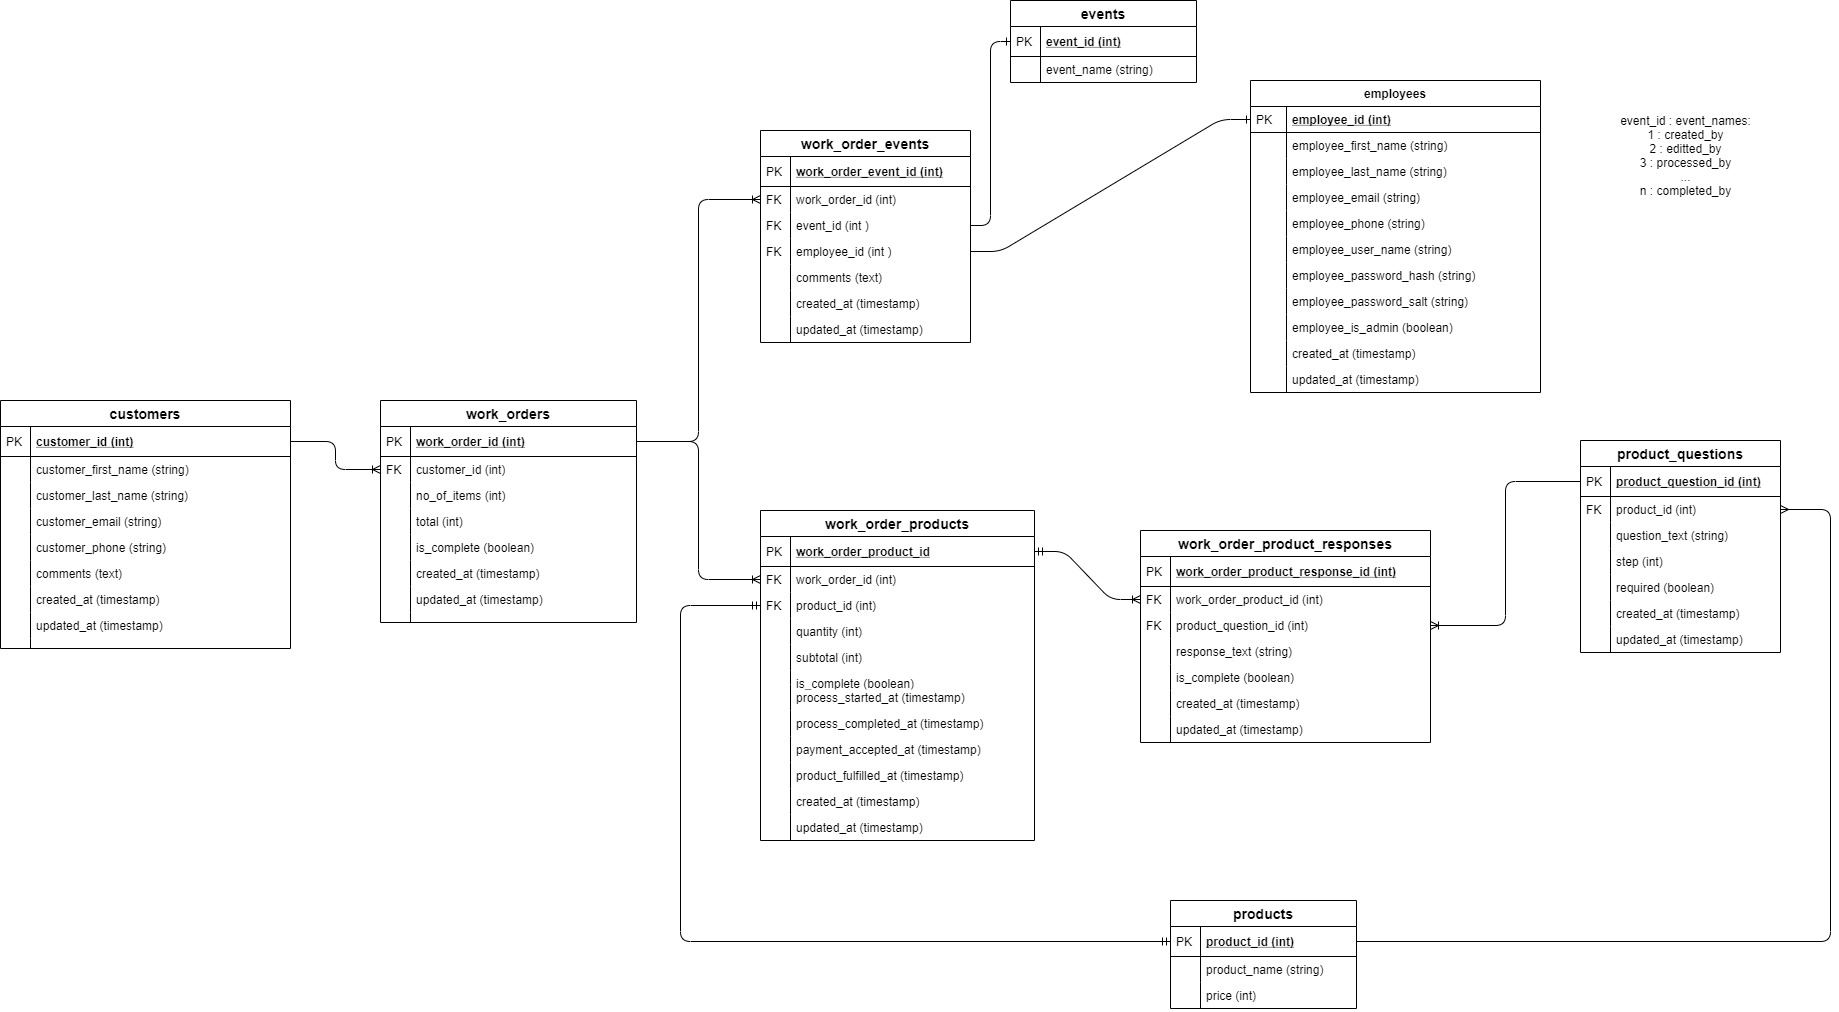 events
PK event_id (int)
event_name (string)
employees
PK employee_id (int)
employee_first_name (string)
employee_last_name (string)
employee_email (string)
employee_phone (string)
employee_user_name (string)
employee_password_hash (string)
employee_password_salt (string)
employee_is_admin (boolean)
created_at (timestamp)
updated_at (timestamp)
event_id : event_names:
1 : created_by
2 : editted_by
3 : processed_by
...
n : completed_by
work_order_events
PK work_order_event_id (int)
FK work_order_id (int)
FK event_id (int )
FK employee_id (int )
comments (text)
created_at (timestamp)
updated_at (timestamp)
customers
PK customer_id (int)
customer_first_name (string)
customer_last_name (string)
customer_email (string)
customer_phone (string)
comments (text)
created_at (timestamp)
updated_at (timestamp)
work_orders
PK work_order_id (int)
FK customer_id (int)
no_of_items (int)
total (int)
is_complete (boolean)
created_at (timestamp)
updated_at (timestamp)
work_order_products
PK work_order_product_id
FK work_order_id (int)
FK product_id (int)
quantity (int)
subtotal (int)
is_complete (boolean)
process_started_at (timestamp)
process_completed_at (timestamp)
payment_accepted_at (timestamp)
product_fulfilled_at (timestamp)
created_at (timestamp)
updated_at (timestamp)
work_order_product_responses
PK work_order_product_response_id (int)
FK work_order_product_id (int)
FK product_question_id (int)
response_text (string)
is_complete (boolean)
created_at (timestamp)
updated_at (timestamp)
product_questions
PK product_question_id (int)
FK product_id (int)
question_text (string)
step (int)
required (boolean)
created_at (timestamp)
updated_at (timestamp)
products
PK product_id (int)
product_name (string)
price (int)